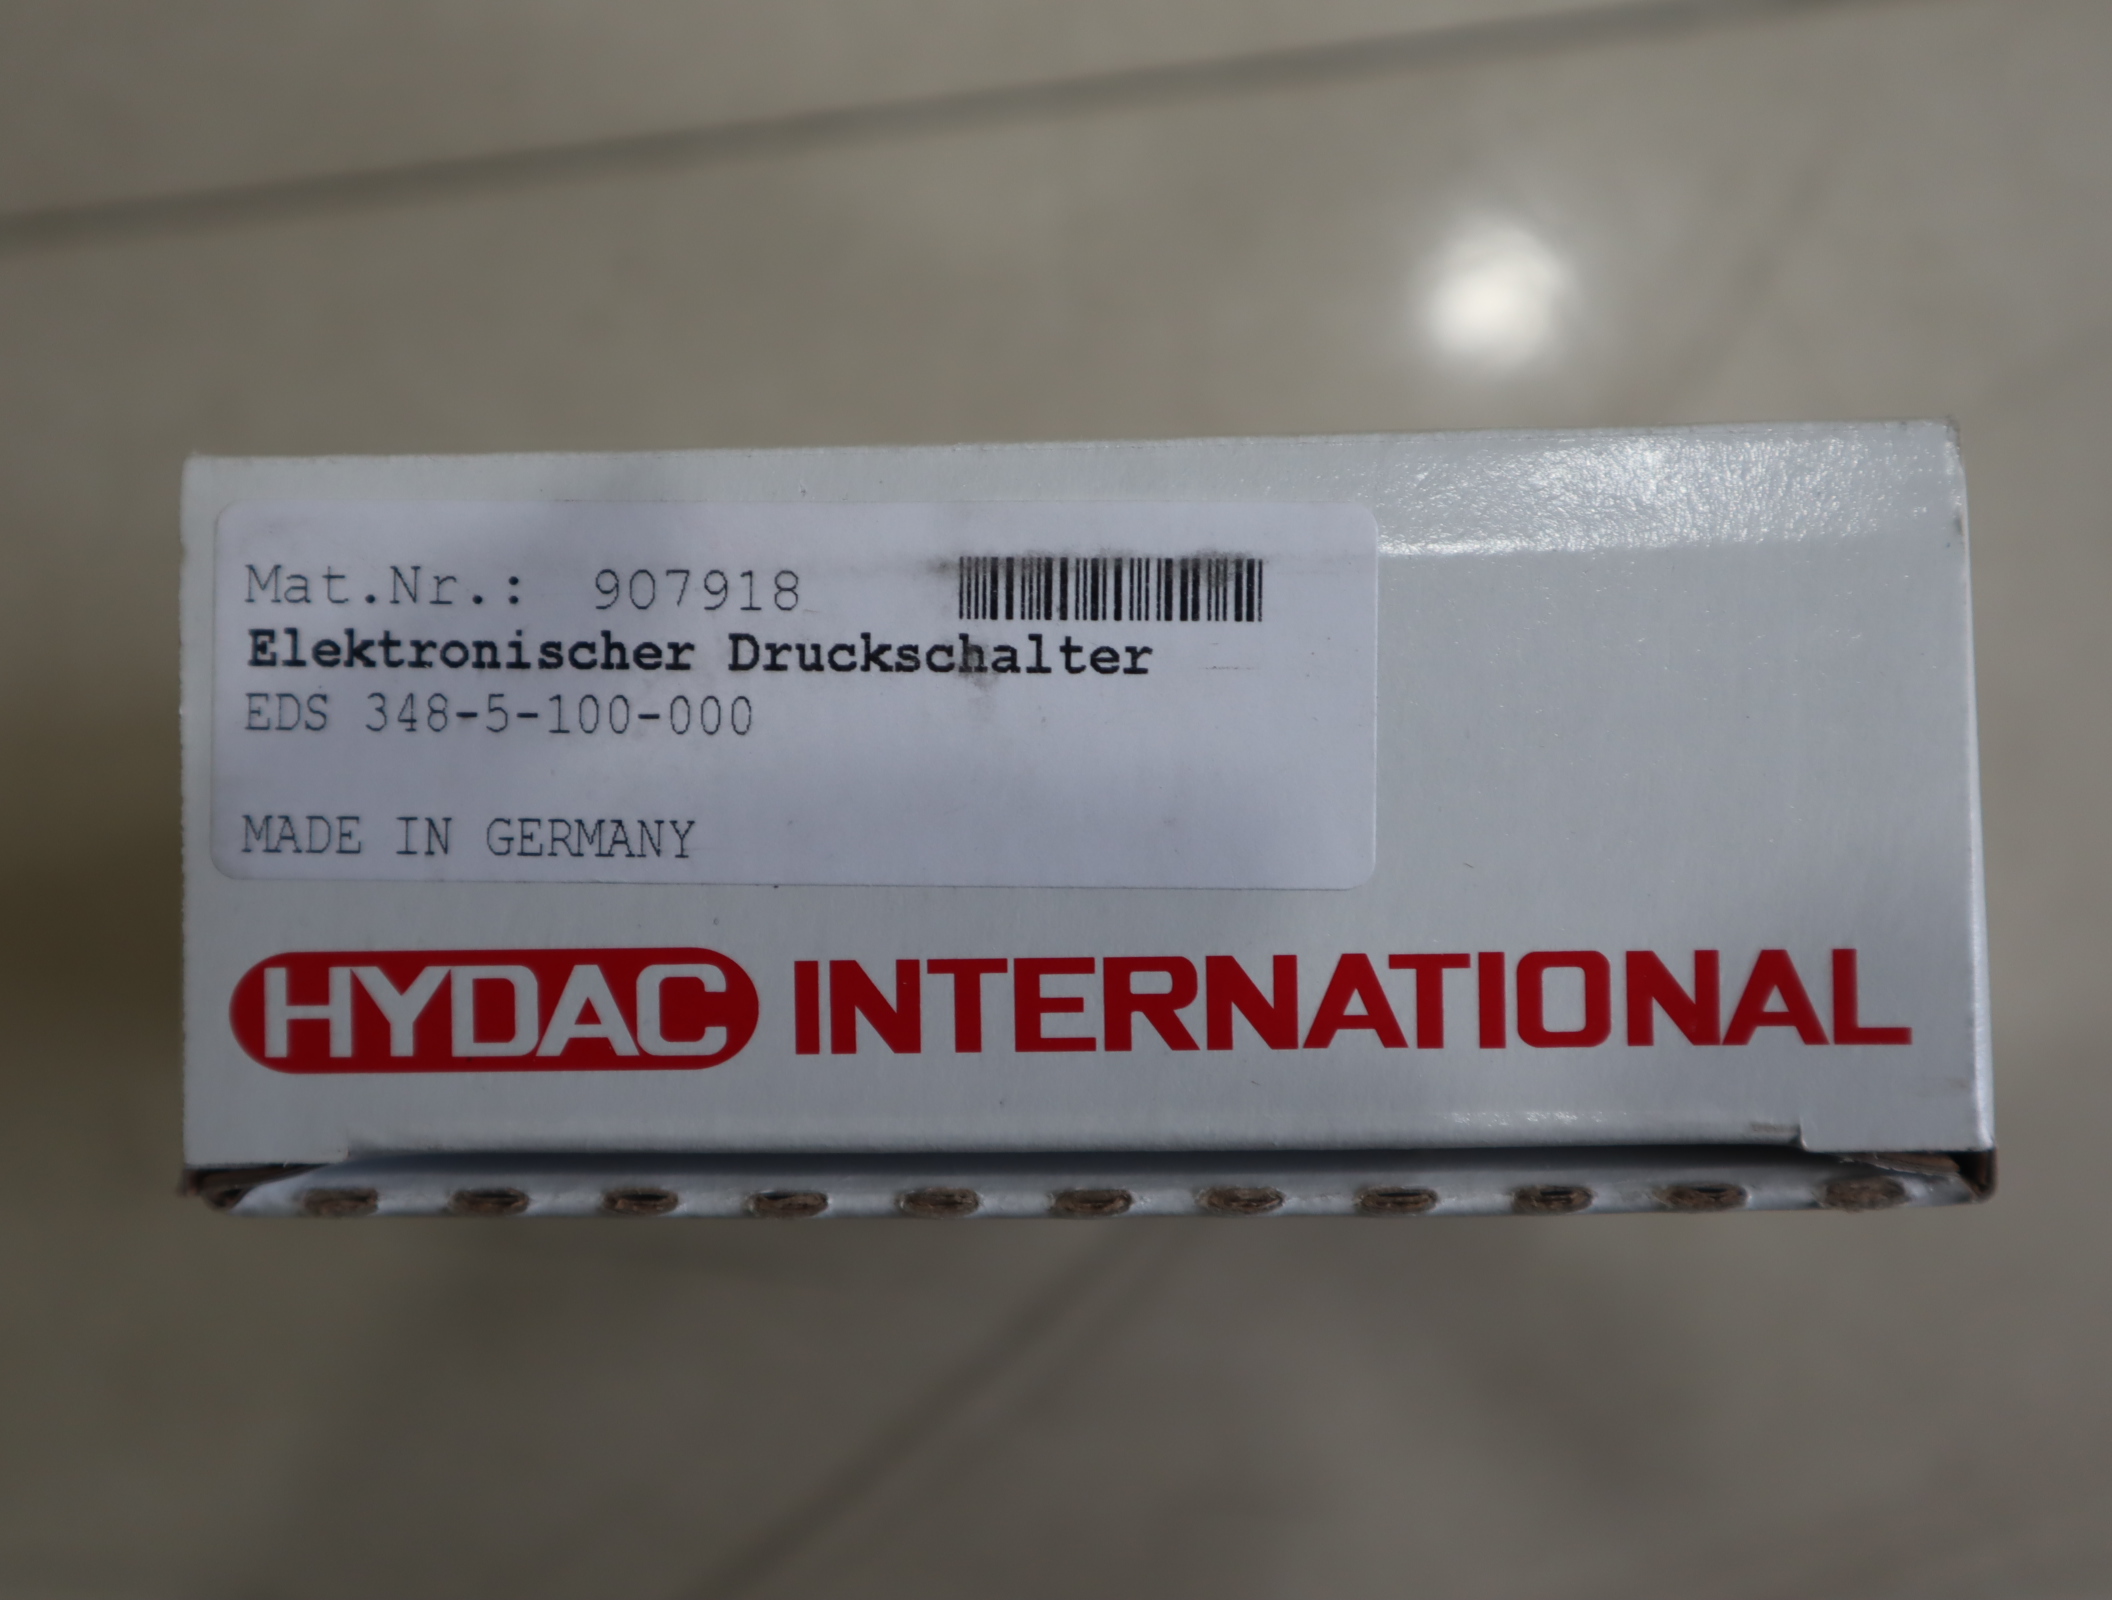 Mat.Nr.: 907918
Elektronischer Druckschalter
EDS 348-5-100-000
MADE IN GERMANY
HYDAC INTERNATIONAL